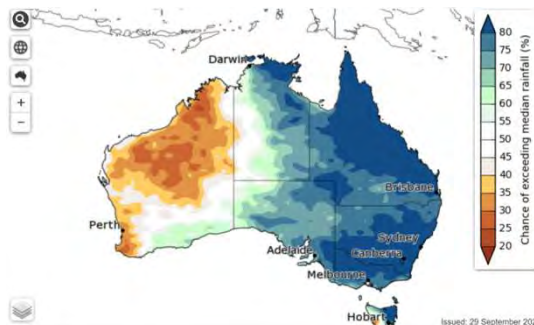 Darwin
Brisbane
Perth
Sydney
Adelaide
Canberra
Melbourne
Hobart
+
−
80
75
70
65
60
55
50
45
40
35
30
25
20
Chance of exceeding median rainfall (%)
Issued: 29 September